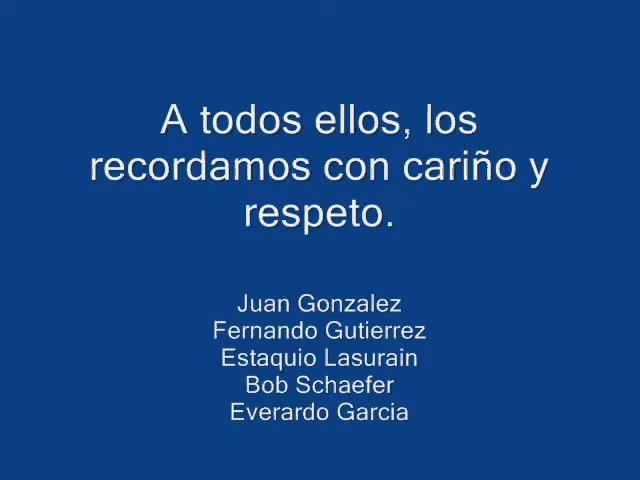 A todos ellos, los
recordamos con cariño y
respeto.
Juan Gonzalez
Fernando Gutierrez
Estaquio Lasurain
Bob Schaefer
Everardo Garcia